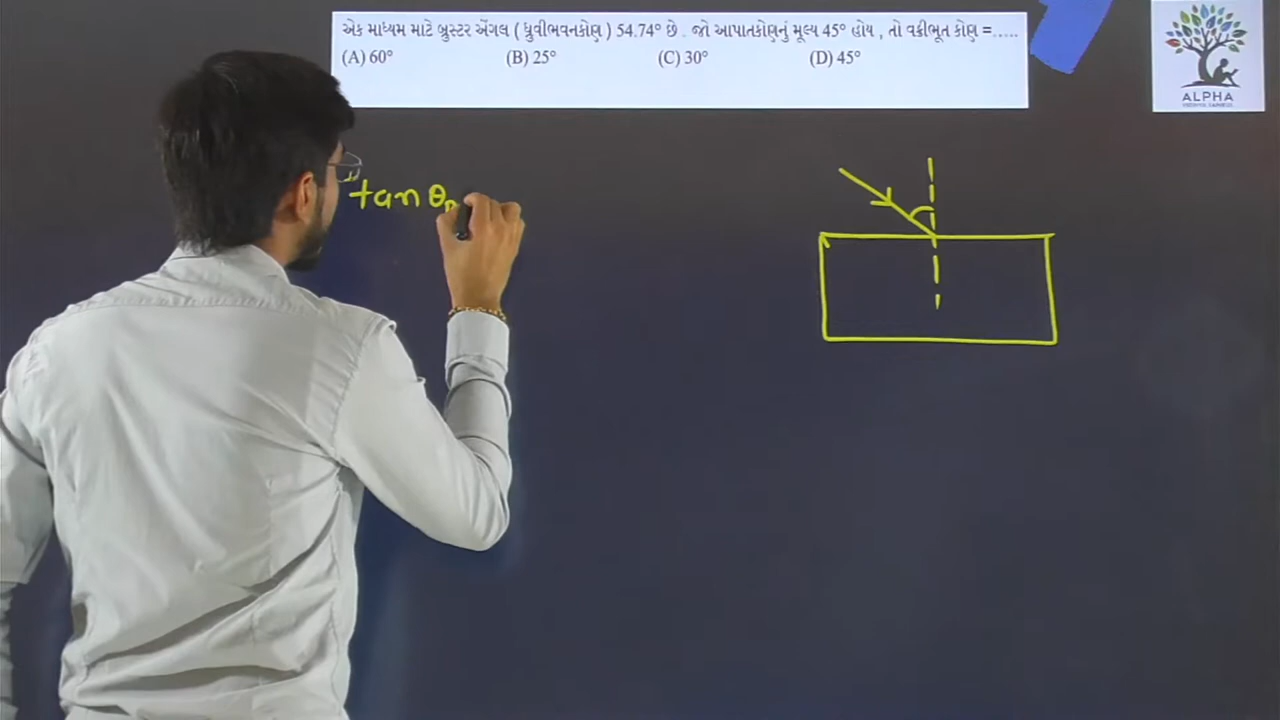 એક માધ્યમ માટે બ્રુસ્ટર એંગલ ( ધ્રુવીભવનકોણ ) 54.74° છે . જો આપાતકોણનું મૂલ્ય 45° હોય , તો વક્રીભૂત કોણ =.....
(A) 60° (B) 25° (C) 30° (D) 45°
ALPHA
tan θ